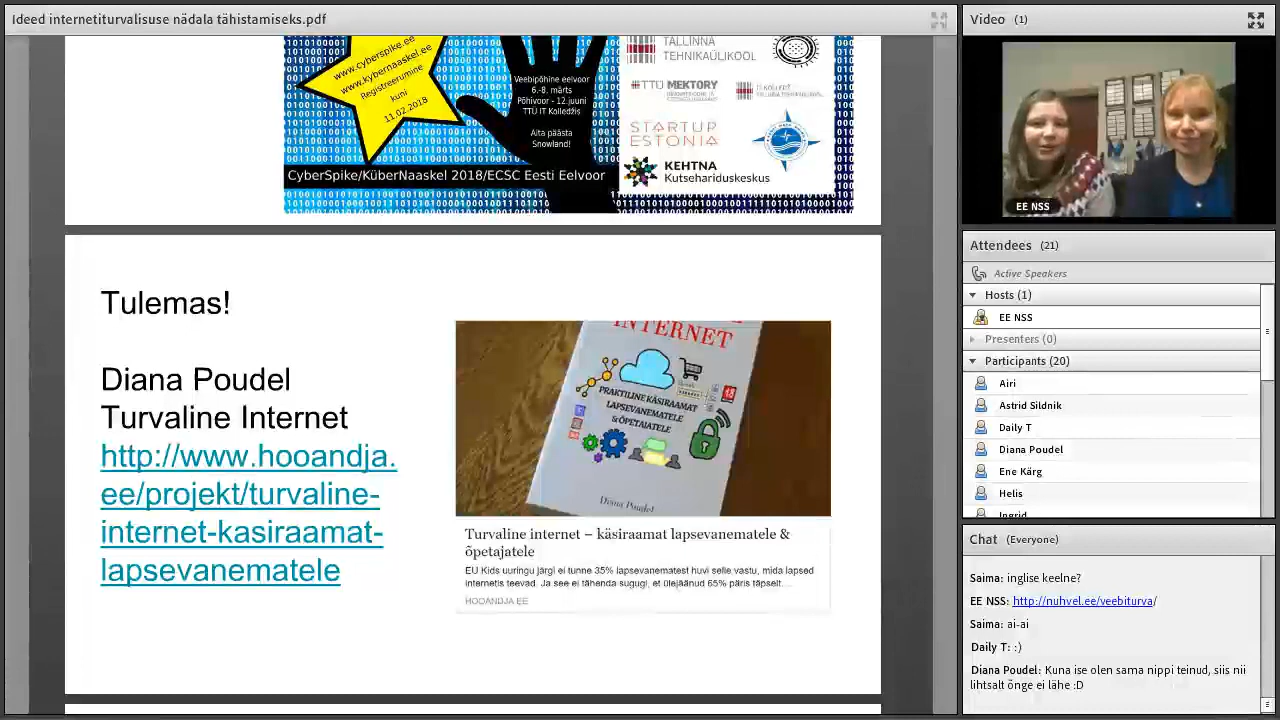 Ideed internetiturvalisuse nädala tähistamiseks.pdf
www.cyberspike.ee
www.kybernaaskel.ee
Registreerumine
kuni
11.02.2018
Veebipõhine eelvoor
6.-8. märts
Põhivoor - 12.juuni
TTÜ IT Kolledžis
Aita päästa
Snowland!
TALLINNA
TEHNIKAÜLIKOOL
TTÜ MEKTORY
STARTUP
ESTONIA
KEHTNA
Kutsehariduskeskus
CyberSpike/KüberNaaskel 2018/ECSC Eesti Eelvoor
Tulemas!
Diana Poudel
Turvaline Internet
http://www.hooandja.
ee/projekt/turvaline-
internet-kasiraamat-
lapsevanematele
INTERNET
PRAKTILINE KÄSIRAAMAT
LAPSEVANEMATELE
& ÕPETAJATELE
Diana Poudel
Turvaline internet – käsiraamat lapsevanematele &
õpetajatele
EU Kids uuringu järgi ei tunne 35% lapsevanematest huvi selle vastu, mida lapsed
internetis teevad. Ja see ei tähenda sugugi, et ülejäänud 65% päris täpselt...
HOOANDJA.EE
Video (1)
EE NSS
Attendees (21)
Active Speakers
Hosts (1)
EE NSS
Presenters (0)
Participants (20)
Airi
Astrid Sildnik
Daily T
Diana Poudel
Ene Kärg
Helis
Ingrid
Chat (Everyone)
Saima: inglise keelne?
EE NSS: http://nuhvel.ee/veebiturva/
Saima: ai-ai
Daily T: :)
Diana Poudel: Kuna ise olen sama nippi teinud, siis nii
lihtsalt õnge ei lähe :D